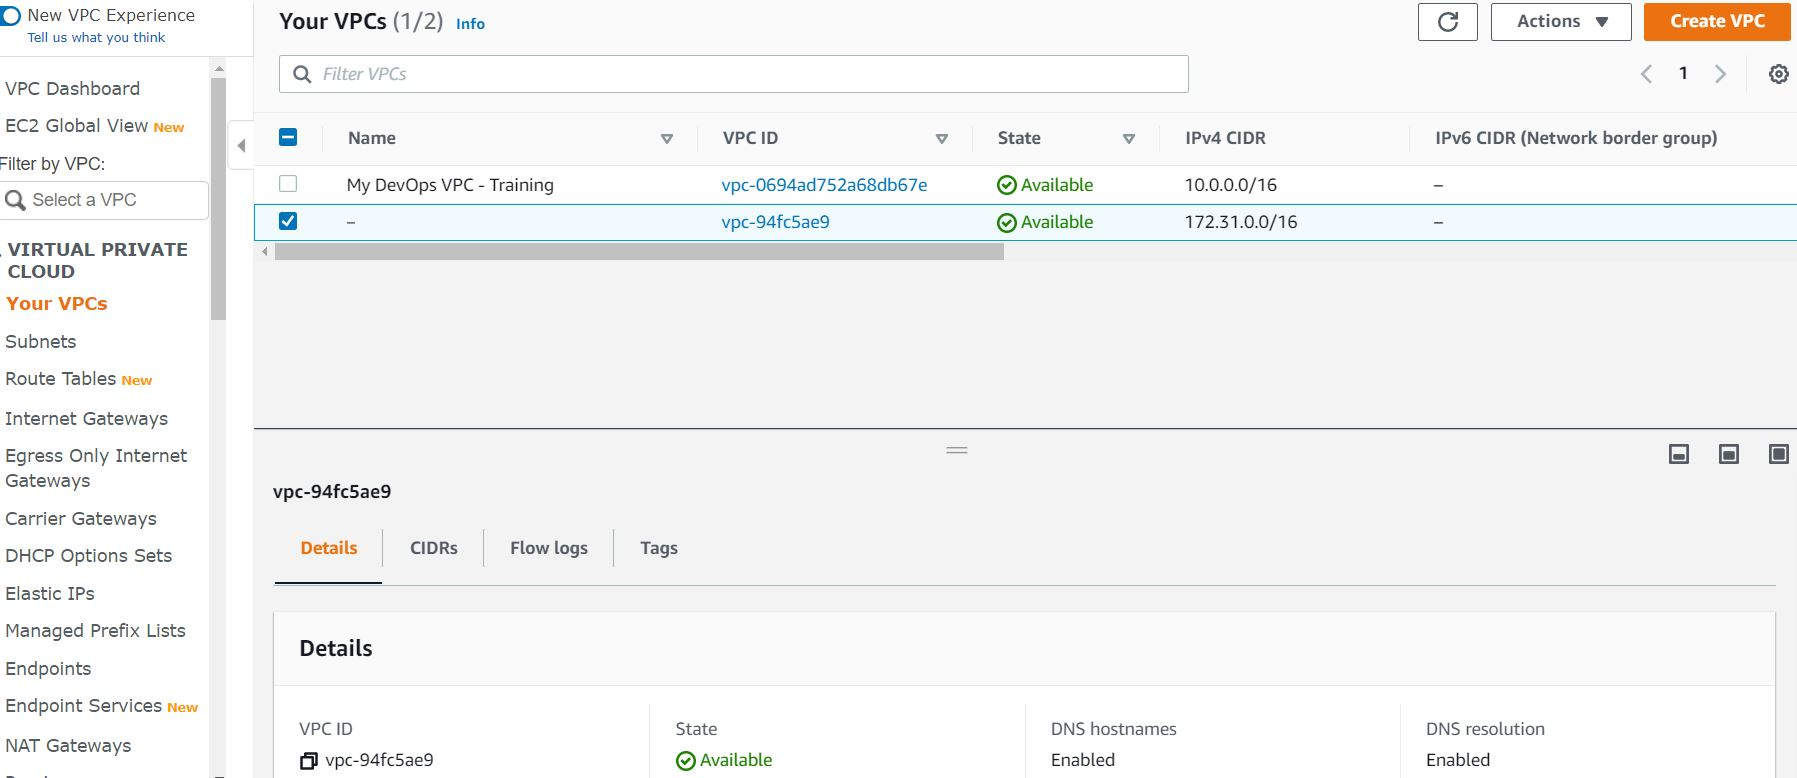 New VPC Experience
Tell us what you think
VPC Dashboard
EC2 Global View New
Filter by VPC:
Select a VPC
VIRTUAL PRIVATE
CLOUD
Your VPCs
Subnets
Route Tables New
Internet Gateways
Egress Only Internet
Gateways
Carrier Gateways
DHCP Options Sets
Elastic IPs
Managed Prefix Lists
Endpoints
Endpoint Services New
NAT Gateways
Your VPCs (1/2) Info
Actions
Create VPC
Filter VPCs
1
Name VPC ID State IPv4 CIDR IPv6 CIDR (Network border group)
My DevOps VPC - Training vpc-0694ad752a68db67e Available 10.0.0.0/16 –
– vpc-94fc5ae9 Available 172.31.0.0/16 –
vpc-94fc5ae9
Details CIDRs Flow logs Tags
Details
VPC ID State DNS hostnames DNS resolution
vpc-94fc5ae9 Available Enabled Enabled